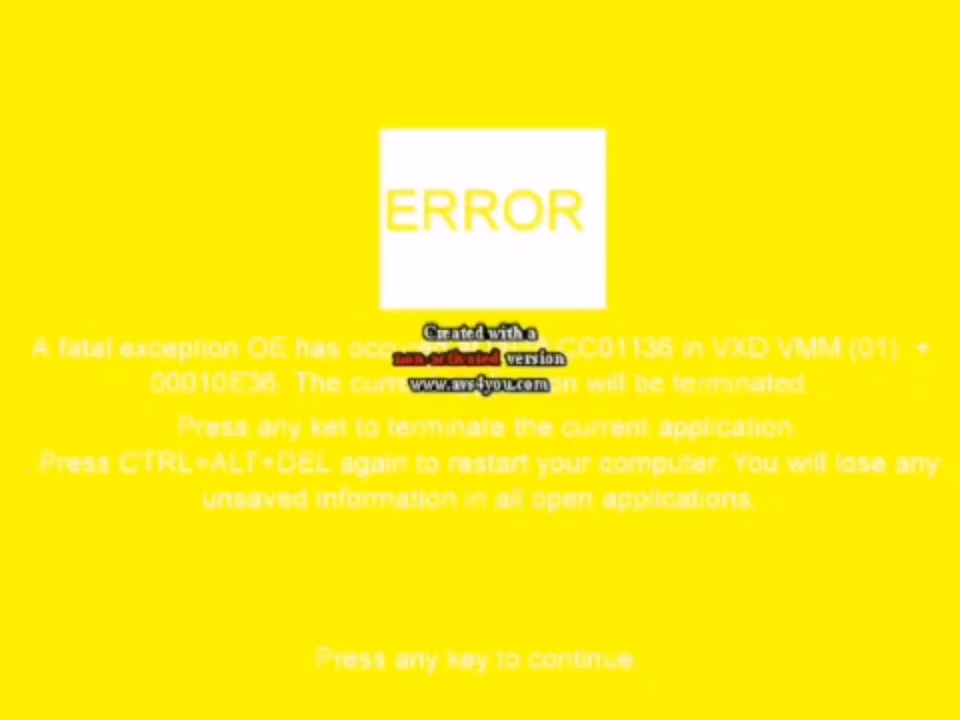 ERROR
Created with a
A fatal exception OE has occ CC01136 in VXD VMM (01) +
non-activated version
00010E36. The curr n will be terminated.
www.avs4you.com
Press any ket to terminate the current application.
. Press CTRL+ALT+DEL again to restart your computer. You will lose any
unsaved information in all open applications.
Press any key to continue.